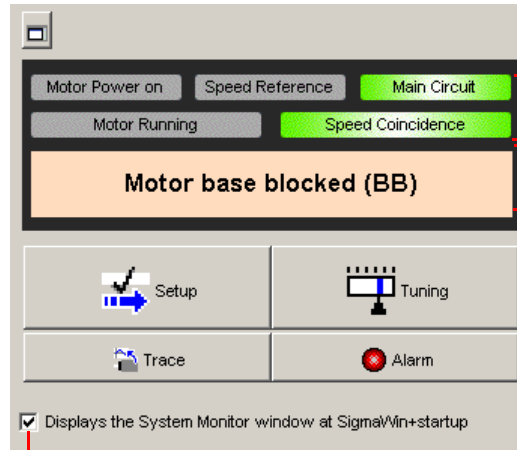 Motor Power on Speed Reference Main Circuit
Motor Running Speed Coincidence
Motor base blocked (BB)
Setup Tuning
Trace Alarm
Displays the System Monitor window at SigmaWin+startup